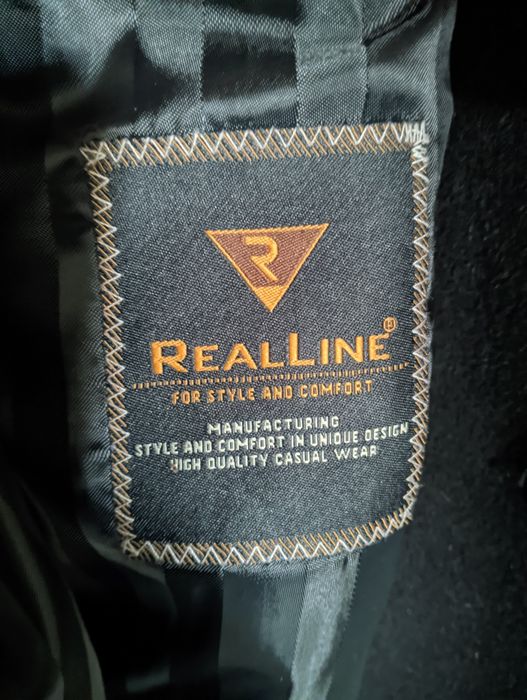 R
REALLINE®
FOR STYLE AND COMFORT
MANUFACTURING
STYLE AND COMFORT IN UNIQUE DESIGN
HIGH QUALITY CASUAL WEAR